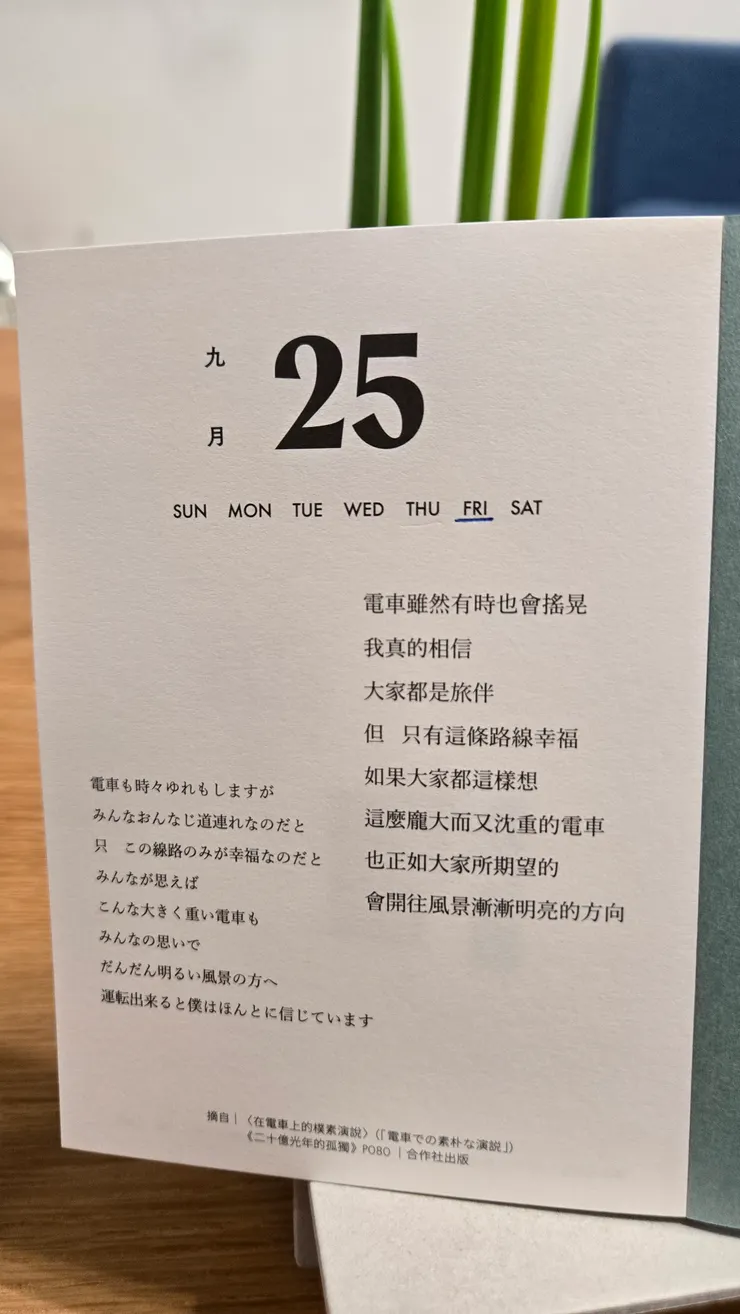 九月
25
SUN MON TUE WED THU FRI SAT
電車雖然有時也會搖晃
我真的相信
大家都是旅伴
但　只有這條路線幸福
如果大家都這樣想
這麼龐大而又沈重的電車
也正如大家所期望的
會開往風景漸漸明亮的方向
電車も時々ゆれもしますが
みんなおんなじ道連れなのだと
只　この線路のみが幸福なのだと
みんなが思えば
こんな大きく重い電車も
みんなの思いで
だんだん明るい風景の方へ
運転出来ると僕はほんとに信じています
摘自｜〈在電車上的樸素演說〉(「電車での素朴な演説」)
《二十億光年的孤獨》P080｜合作社出版